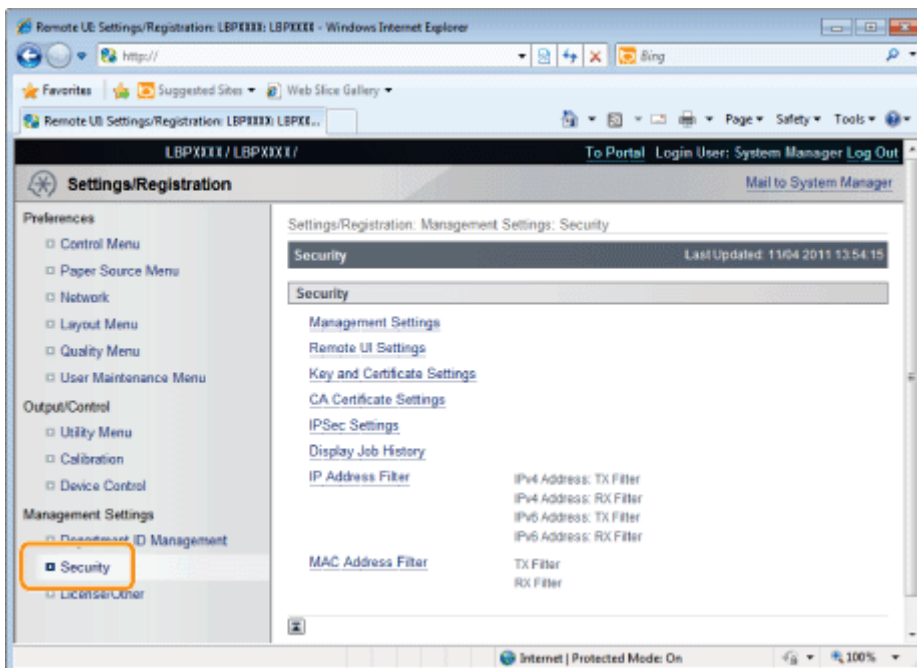 Remote UI: Settings/Registration: LBPXXXX: LBPXXXX - Windows Internet Explorer
http://
Bing
Favorites Suggested Sites Web Slice Gallery
Remote UI: Settings/Registration: LBPXXXX: LBPXX...
Page Safety Tools
LBPXXXX / LBPXXXX /
To Portal Login User: System Manager Log Out
Settings/Registration
Mail to System Manager
Preferences
Control Menu
Paper Source Menu
Network
Layout Menu
Quality Menu
User Maintenance Menu
Output/Control
Utility Menu
Calibration
Device Control
Management Settings
Department ID Management
Security
License/Other
Settings/Registration: Management Settings: Security
Security Last Updated: 11/04 2011 13:54:15
Security
Management Settings
Remote UI Settings
Key and Certificate Settings
CA Certificate Settings
IPSec Settings
Display Job History
IP Address Filter IPv4 Address: TX Filter
IPv4 Address: RX Filter
IPv6 Address: TX Filter
IPv6 Address: RX Filter
MAC Address Filter TX Filter
RX Filter
Internet | Protected Mode: On 100%